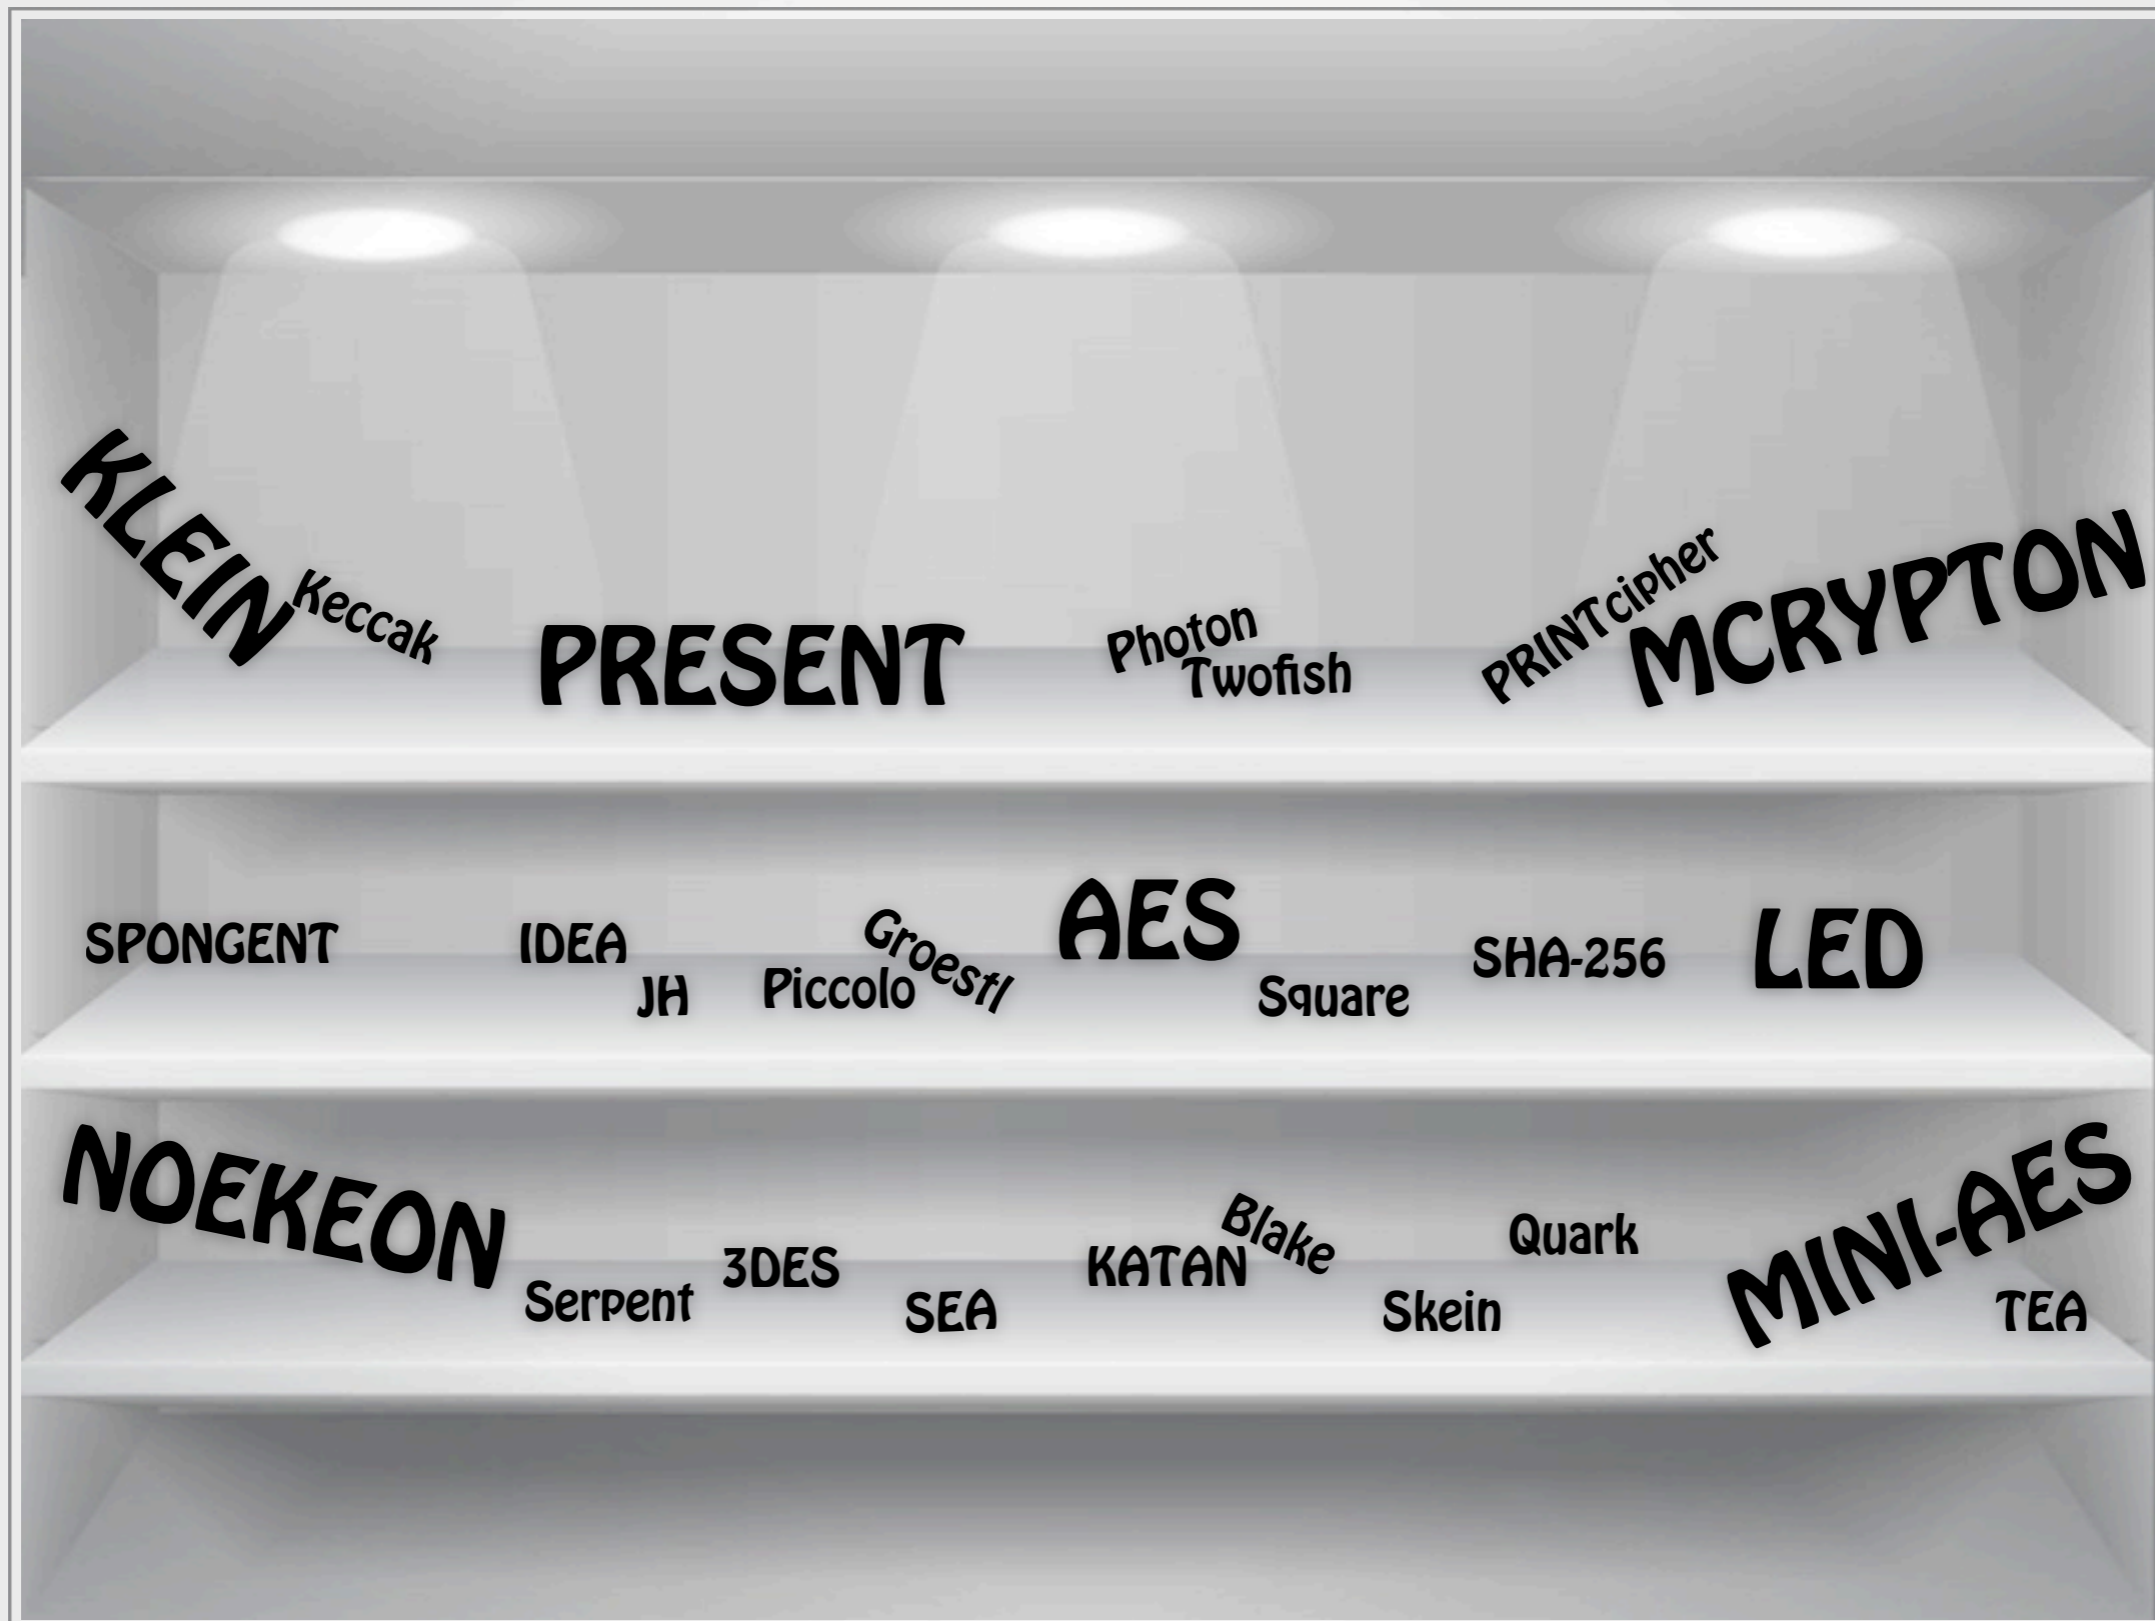 KLEIN
Keccak
PRESENT
Photon
Twofish
PRINTcipher
MCRYPTON
SPONGENT
IDEA
JH
Piccolo
Groestl
AES
Square
SHA-256
LED
NOEKEON
Serpent
3DES
SEA
KATAN
Blake
Skein
Quark
MINI-AES
TEA